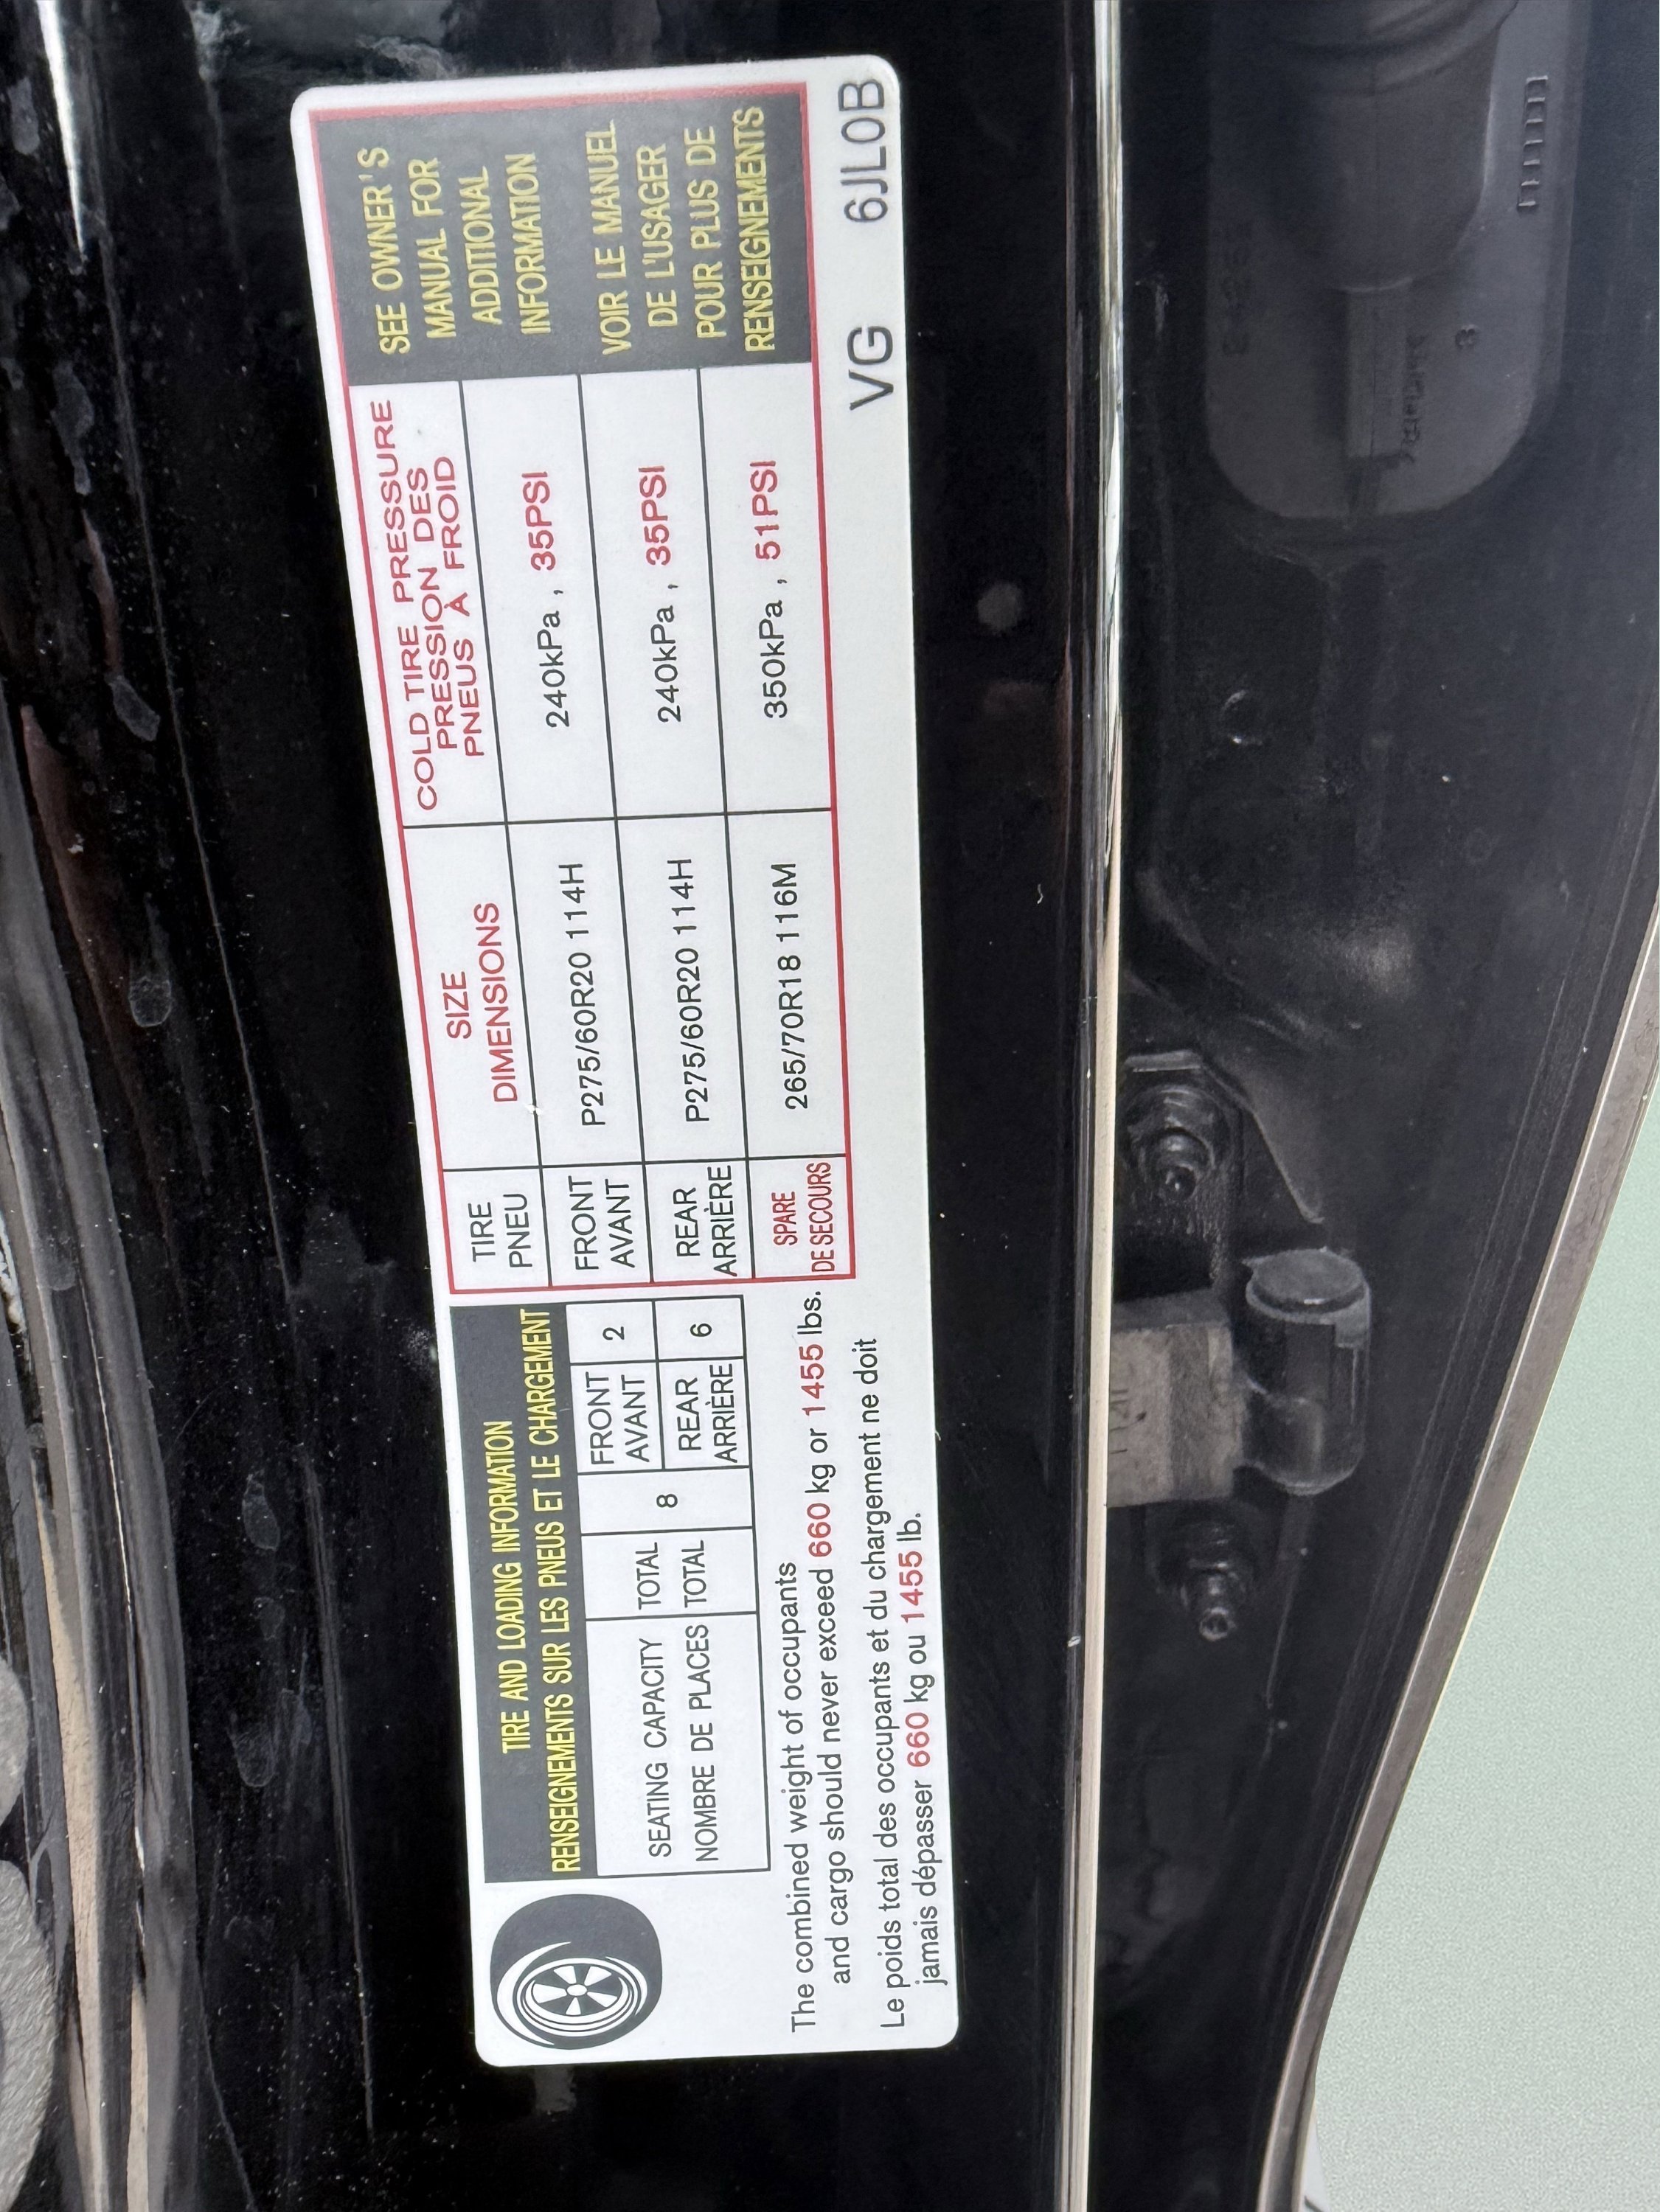 TIRE AND LOADING INFORMATION
RENSEIGNEMENTS SUR LES PNEUS ET LE CHARGEMENT
SEATING CAPACITY
NOMBRE DE PLACES
TOTAL
TOTAL
8
FRONT
AVANT
2
REAR
ARRIÈRE
6
The combined weight of occupants
and cargo should never exceed 660 kg or 1455 lbs.
Le poids total des occupants et du chargement ne doit
jamais dépasser 660 kg ou 1455 lb.
TIRE
PNEU
SIZE
DIMENSIONS
COLD TIRE PRESSURE
PRESSION DES
PNEUS À FROID
FRONT
AVANT
P275/60R20 114H
240kPa , 35PSI
REAR
ARRIÈRE
P275/60R20 114H
240kPa , 35PSI
SPARE
DE SECOURS
265/70R18 116M
350kPa , 51PSI
SEE OWNER'S
MANUAL FOR
ADDITIONAL
INFORMATION
VOIR LE MANUEL
DE L'USAGER
POUR PLUS DE
RENSEIGNEMENTS
VG 6JL0B